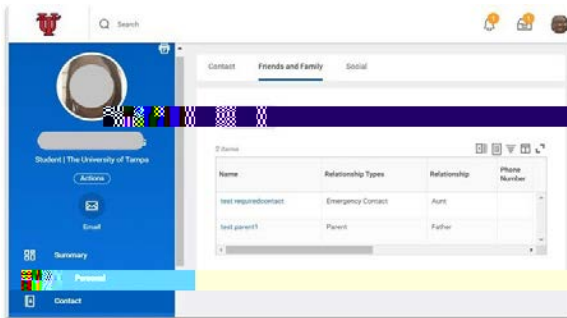 Search
Contact Friends and Family Social
Student | The University of Tampa
Actions
Email
Summary
Personal
Contact
2 items
Name Relationship Types Relationship Phone Number
test requiredcontact Emergency Contact Aunt
test parent1 Parent Father